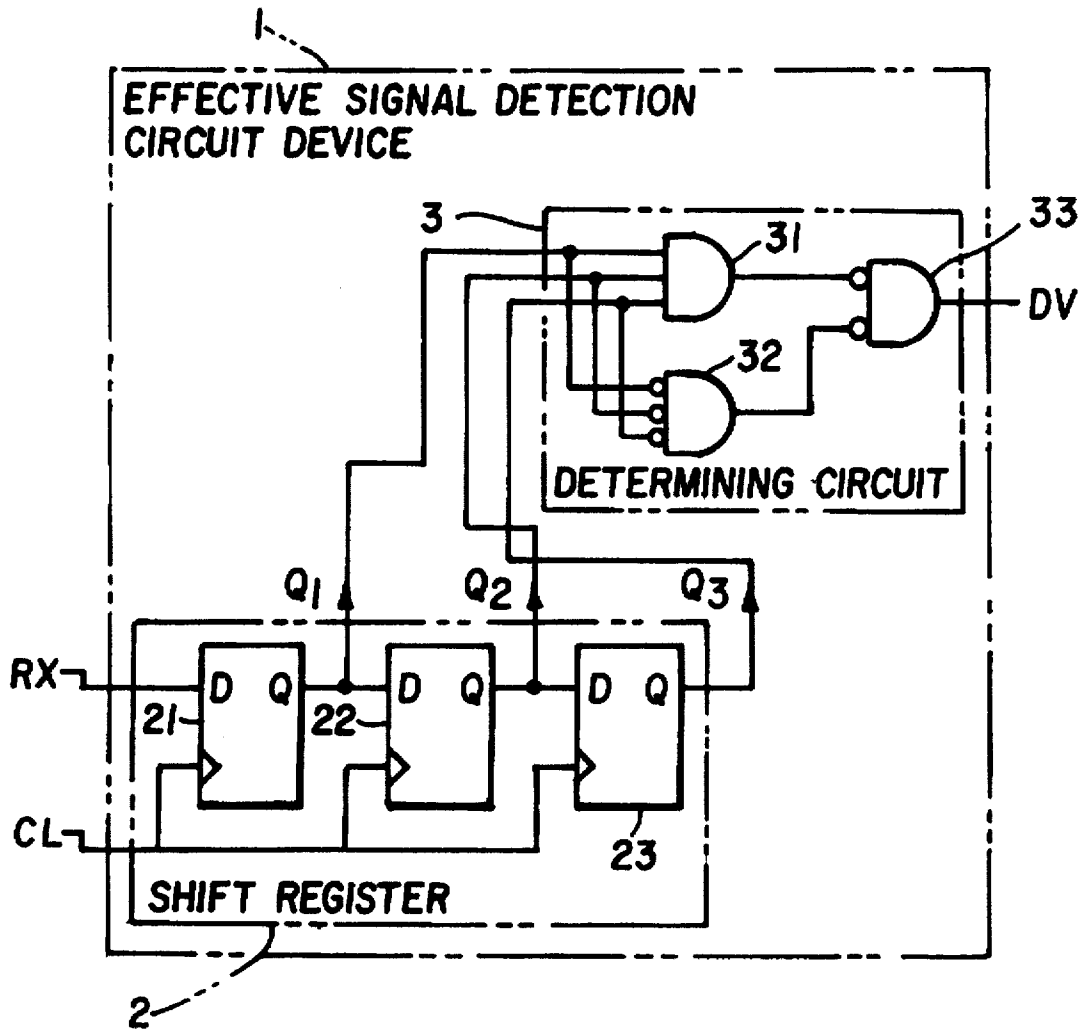 1
EFFECTIVE SIGNAL DETECTION
CIRCUIT DEVICE
3
31
33
DV
32
DETERMINING CIRCUIT
Q1
Q2
Q3
RX
D Q
D Q
D Q
21
22
CL
23
SHIFT REGISTER
2